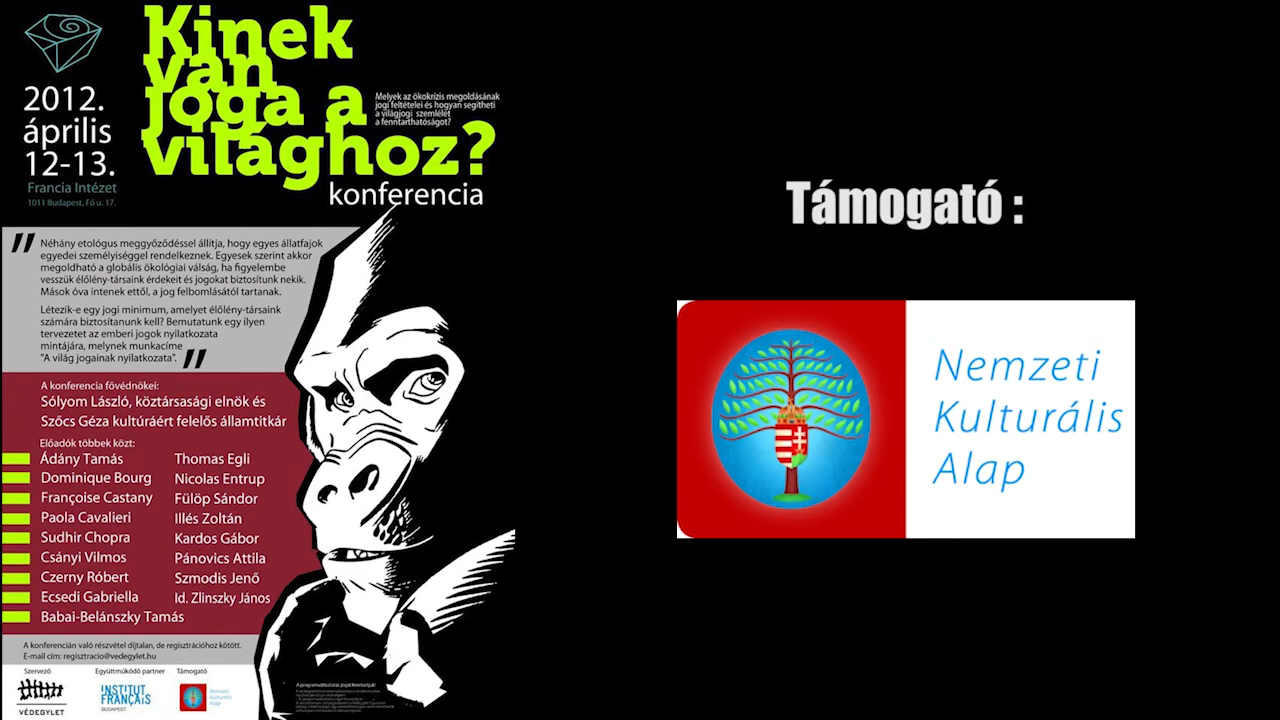 Kinek
van
joga a
világhoz?
konferencia
Melyek az ökokrízis megoldásának
jogi feltételei és hogyan segítheti
a világjogi szemlélet
a fenntarthatóságot?
2012.
április
12-13.
Francia Intézet
1011 Budapest, Fő u. 17.
" Néhány etológus meggyőződéssel állítja, hogy egyes állatfajok
egyedei személyiséggel rendelkeznek. Egyesek szerint akkor
megoldható a globális ökológiai válság, ha figyelembe
vesszük élőlény-társaink érdekeit és jogokat biztosítunk nekik.
Mások óva intenek ettől, a jog felbomlásától tartanak.
Létezik-e egy jogi minimum, amelyet élőlény-társaink
számára biztosítanunk kell? Bemutatunk egy ilyen
tervezetet az emberi jogok nyilatkozata
mintájára, melynek munkacíme
"A világ jogainak nyilatkozata". "
A konferencia fővédnökei:
Sólyom László, köztársasági elnök és
Szőcs Géza kultúráért felelős államtitkár
Előadók többek közt:
Ádány Tamás
Dominique Bourg
Françoise Castany
Paola Cavalieri
Sudhir Chopra
Csányi Vilmos
Czerny Róbert
Ecsedi Gabriella
Babai-Belánszky Tamás
Thomas Egli
Nicolas Entrup
Fülöp Sándor
Illés Zoltán
Kardos Gábor
Pánovics Attila
Szmodis Jenő
Id. Zlinszky János
A konferencián való részvétel díjtalan, de regisztrációhoz kötött.
E-mail cím: regisztracio@vedegylet.hu
Szervező
VÉDEGYLET
Együttműködő partner
INSTITUT
FRANÇAIS
BUDAPEST
Támogató
Nemzeti
Kulturális
Alap
A programváltoztatás jogát fenntartjuk!
Támogató :
Nemzeti
Kulturális
Alap